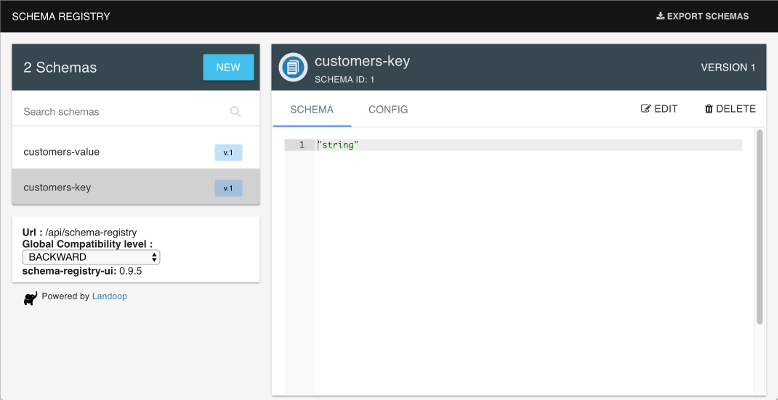 SCHEMA REGISTRY
EXPORT SCHEMAS
2 Schemas
NEW
Search schemas
customers-value
v.1
customers-key
v.1
Url : /api/schema-registry
Global Compatibility level :
BACKWARD
schema-registry-ui: 0.9.5
Powered by Landoop
customers-key
SCHEMA ID: 1
VERSION 1
SCHEMA
CONFIG
EDIT
DELETE
1 "string"